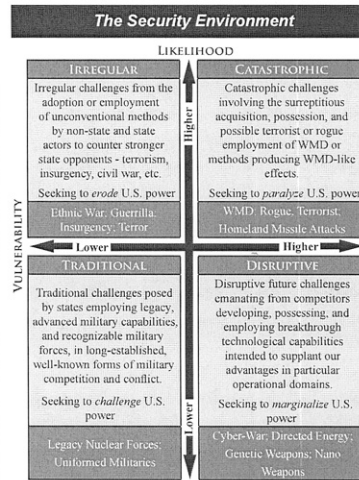 The Security Environment
LIKELIHOOD
IRREGULAR
Irregular challenges from the
adoption or employment
of unconventional methods
by non-state and state
actors to counter stronger
state opponents - terrorism,
insurgency, civil war, etc.
Seeking to erode U.S. power
Ethnic War; Guerrilla;
Insurgency; Terror
Higher
CATASTROPHIC
Catastrophic challenges
involving the surreptitious
acquisition, possession, and
possible terrorist or rogue
employment of WMD or
methods producing WMD-like
effects.
Seeking to paralyze U.S. power
WMD: Rogue, Terrorist;
Homeland Missile Attacks
VULNERABILITY
Lower
Higher
TRADITIONAL
Traditional challenges posed
by states employing legacy,
advanced military capabilities,
and recognizable military
forces, in long-established,
well-known forms of military
competition and conflict.
Seeking to challenge U.S.
power
Legacy Nuclear Forces;
Uniformed Militaries
Lower
DISRUPTIVE
Disruptive future challenges
emanating from competitors
developing, possessing, and
employing breakthrough
technological capabilities
intended to supplant our
advantages in particular
operational domains.
Seeking to marginalize U.S.
power
Cyber-War; Directed Energy;
Genetic Weapons; Nano
Weapons